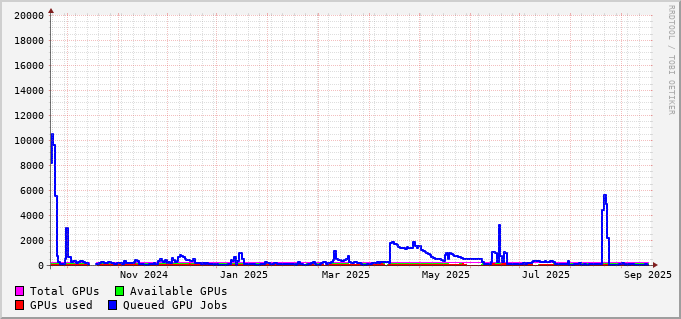 20000
18000
16000
14000
12000
10000
8000
6000
4000
2000
0
Nov 2024 Jan 2025 Mar 2025 May 2025 Jul 2025 Sep 2025
Total GPUs Available GPUs
GPUs used Queued GPU Jobs
RRDTOOL / TOBI OETIKER